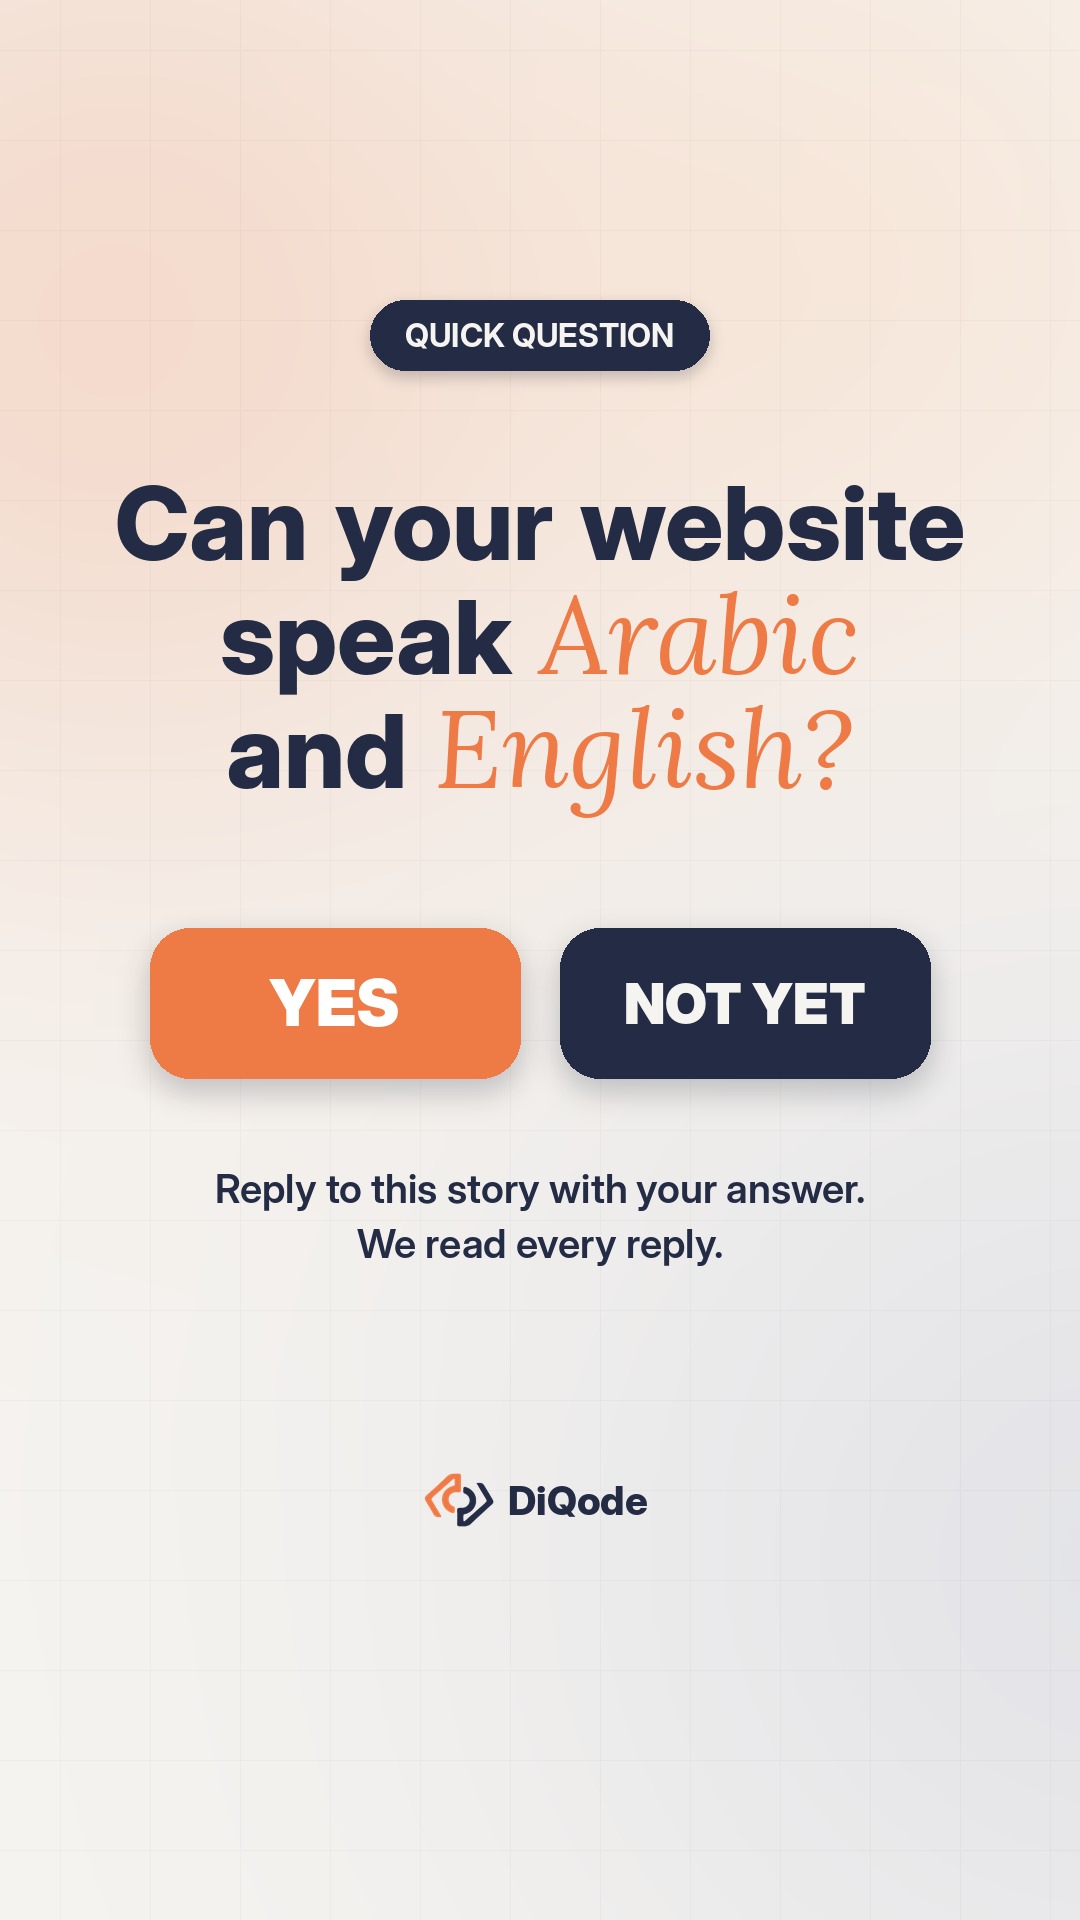 QUICK QUESTION
Can your website
speak Arabic
and English?
YES
NOT YET
Reply to this story with your answer.
We read every reply.
DiQode